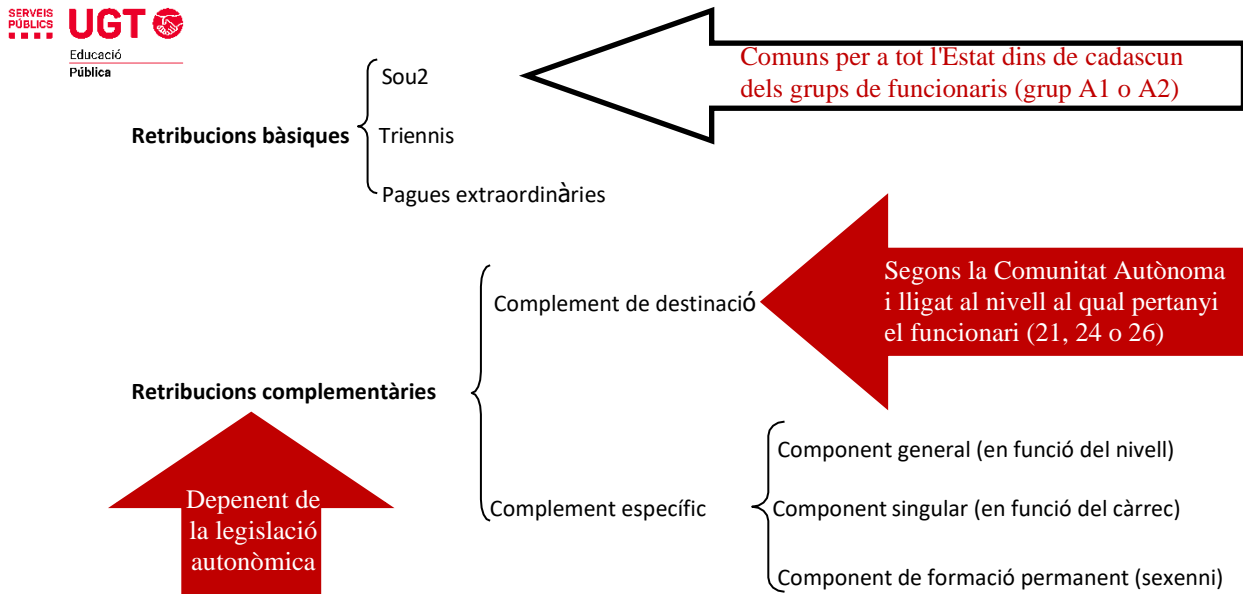 SERVEIS
PÚBLICS
UGT
Educació
Pública
Comuns per a tot l'Estat dins de cadascun
dels grups de funcionaris (grup A1 o A2)
Sou2
Retribucions bàsiques
Triennis
Pagues extraordinàries
Segons la Comunitat Autònoma
i lligat al nivell al qual pertanyi
el funcionari (21, 24 o 26)
Complement de destinació
Retribucions complementàries
Component general (en funció del nivell)
Depenent de
la legislació
autonòmica
Complement específic
Component singular (en funció del càrrec)
Component de formació permanent (sexenni)